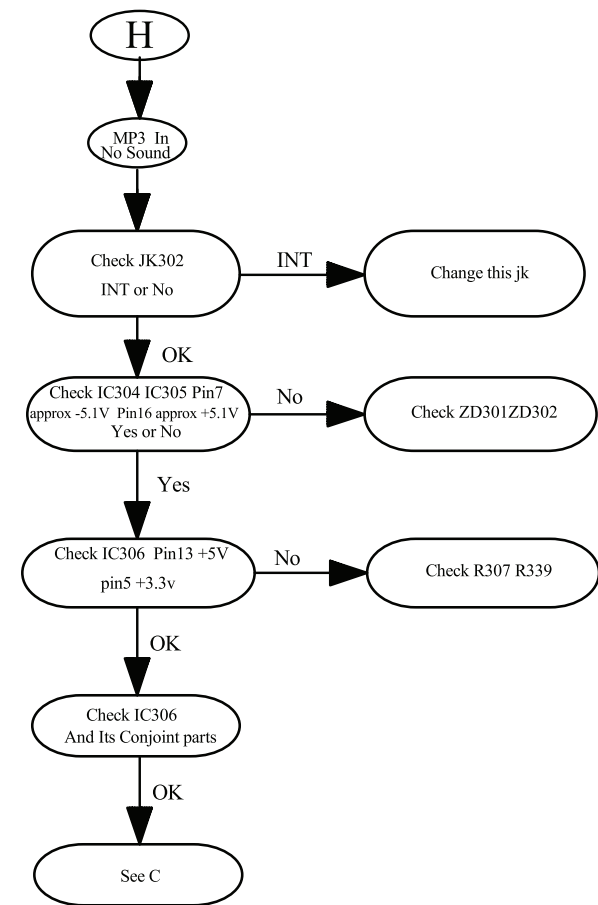 H
MP3 In
No Sound
Check JK302
INT or No
INT
Change this jk
OK
Check IC304 IC305 Pin7
approx -5.1V Pin16 approx +5.1V
Yes or No
No
Check ZD301ZD302
Yes
Check IC306 Pin13 +5V
pin5 +3.3v
No
Check R307 R339
OK
Check IC306
And Its Conjoint parts
OK
See C